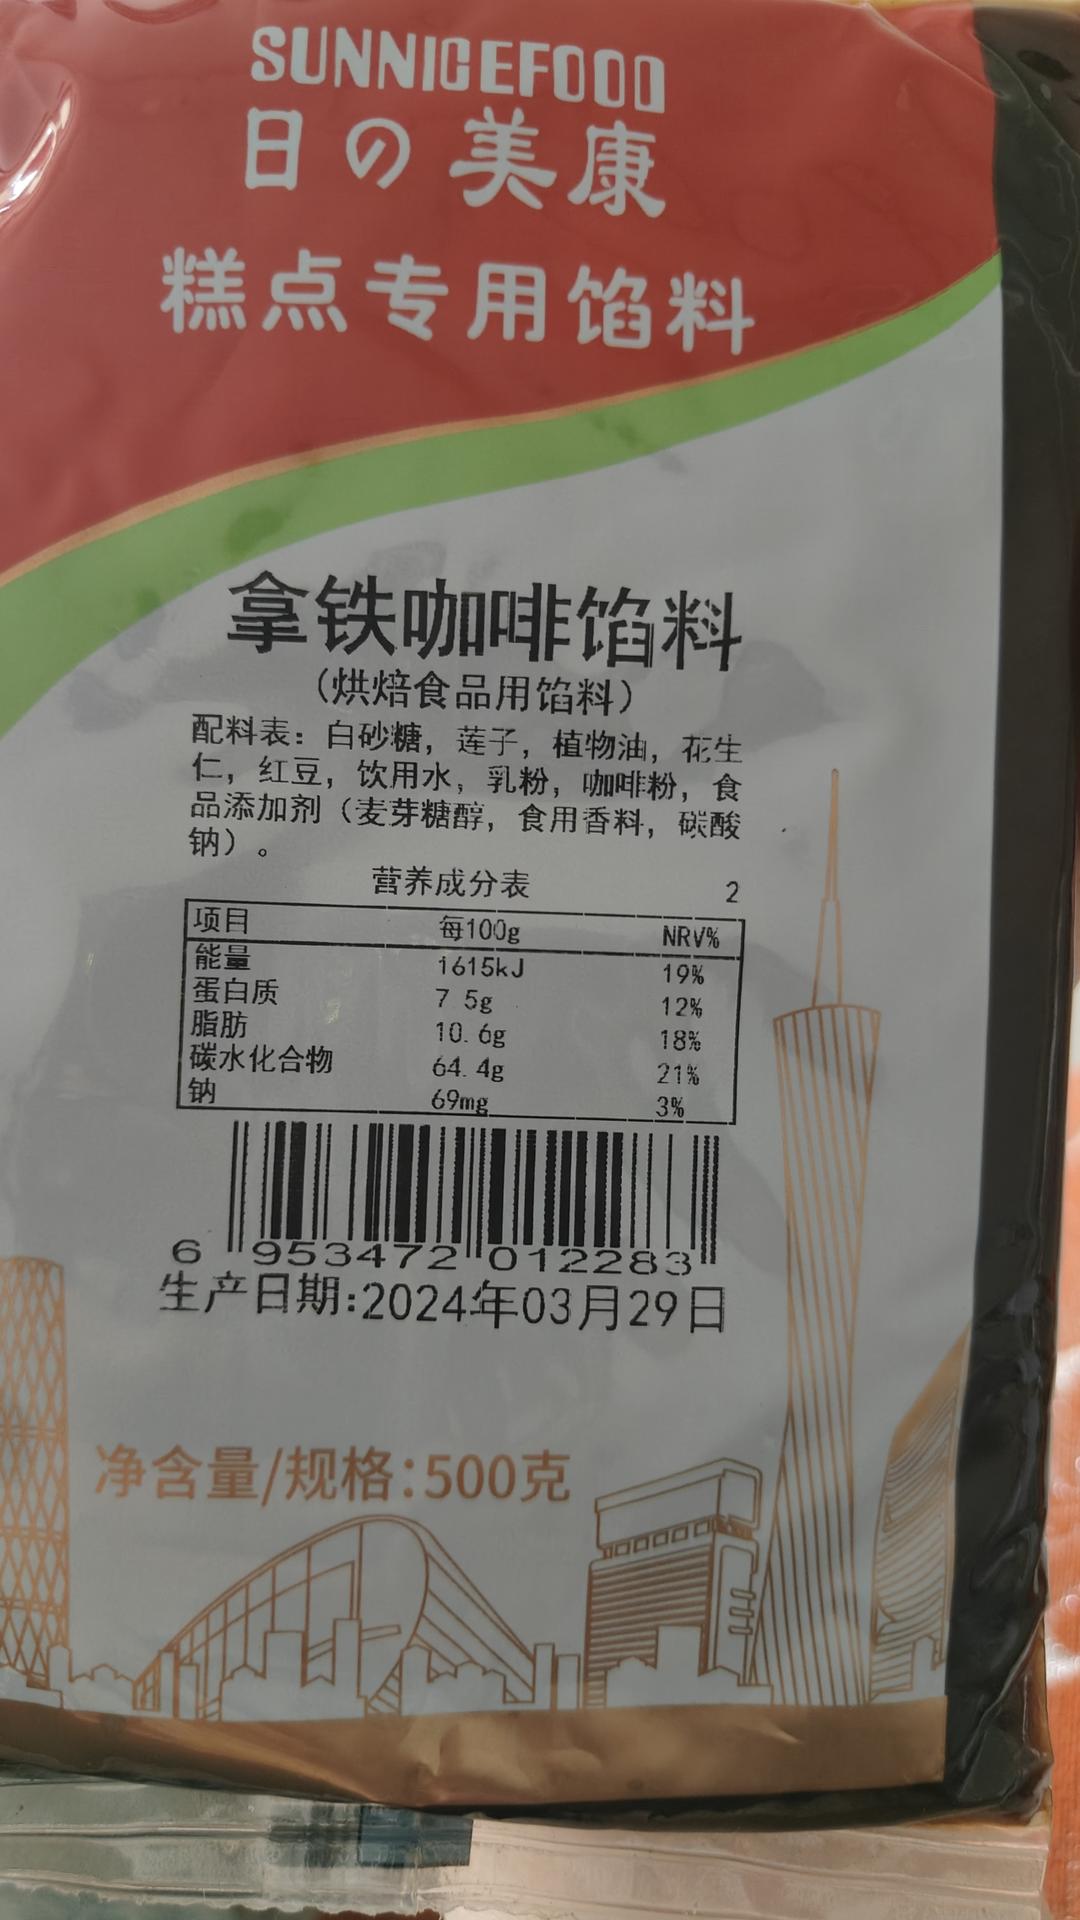 SUNNICEFOOD
日の美康
糕点专用馅料
拿铁咖啡馅料
（烘焙食品用馅料）
配料表：白砂糖，莲子，植物油，花生
仁，红豆，饮用水，乳粉，咖啡粉，食
品添加剂（麦芽糖醇，食用香料，碳酸
钠）。
营养成分表 2
项目 每100g NRV%
能量 1615kJ 19%
蛋白质 7 5g 12%
脂肪 10.6g 18%
碳水化合物 64.4g 21%
钠 69mg 3%
6 953472 012283
生产日期:2024年03月29日
净含量/规格:500克